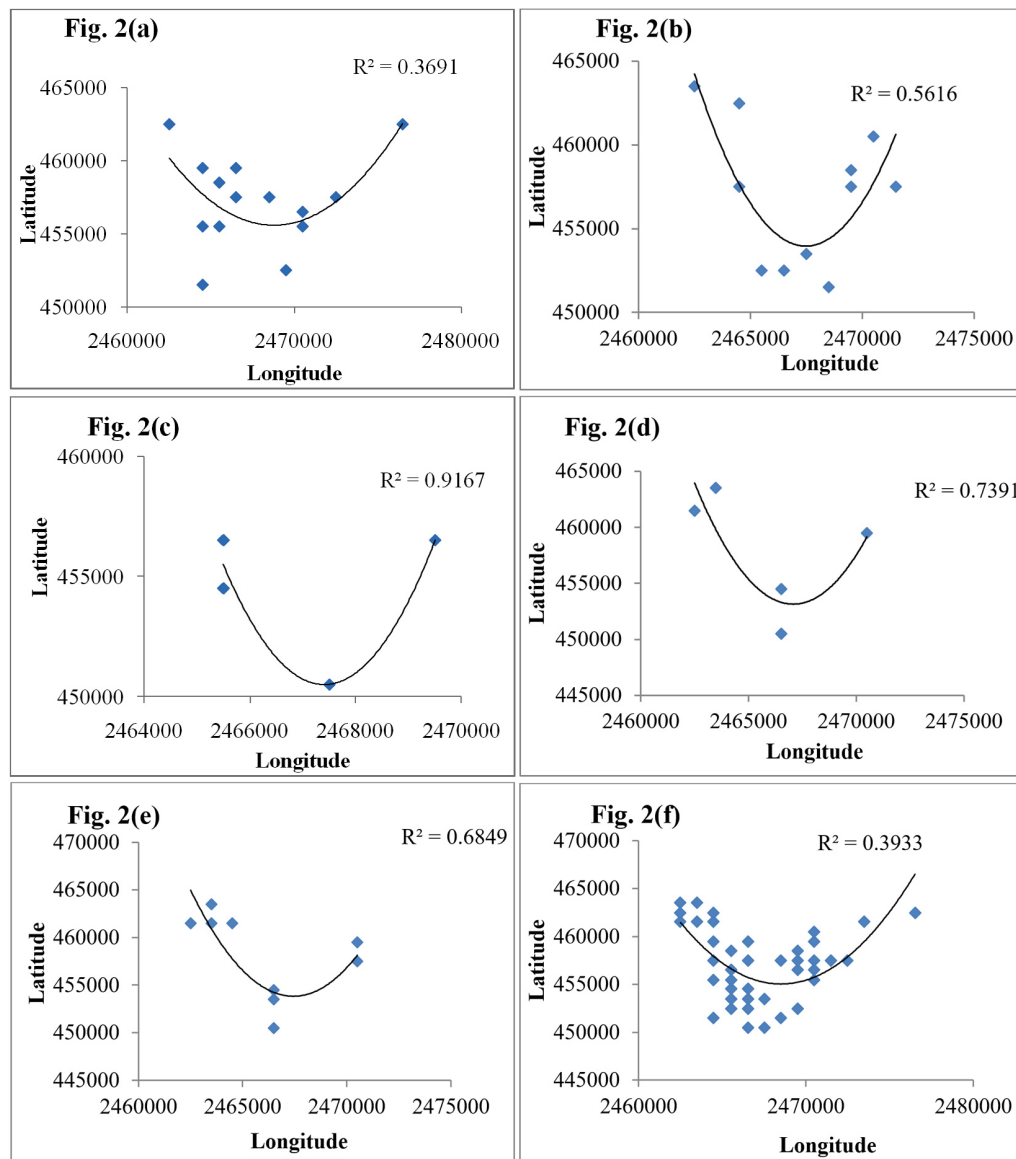 Fig. 2(a)
R² = 0.3691
Latitude
465000
460000
455000
450000
2460000 2470000 2480000
Longitude
Fig. 2(b)
R² = 0.5616
Latitude
465000
460000
455000
450000
2460000 2465000 2470000 2475000
Longitude
Fig. 2(c)
R² = 0.9167
Latitude
460000
455000
450000
2464000 2466000 2468000 2470000
Longitude
Fig. 2(d)
R² = 0.7391
Latitude
465000
460000
455000
450000
445000
2460000 2465000 2470000 2475000
Longitude
Fig. 2(e)
R² = 0.6849
Latitude
470000
465000
460000
455000
450000
445000
2460000 2465000 2470000 2475000
Longitude
Fig. 2(f)
R² = 0.3933
Latitude
470000
465000
460000
455000
450000
445000
2460000 2470000 2480000
Longitude